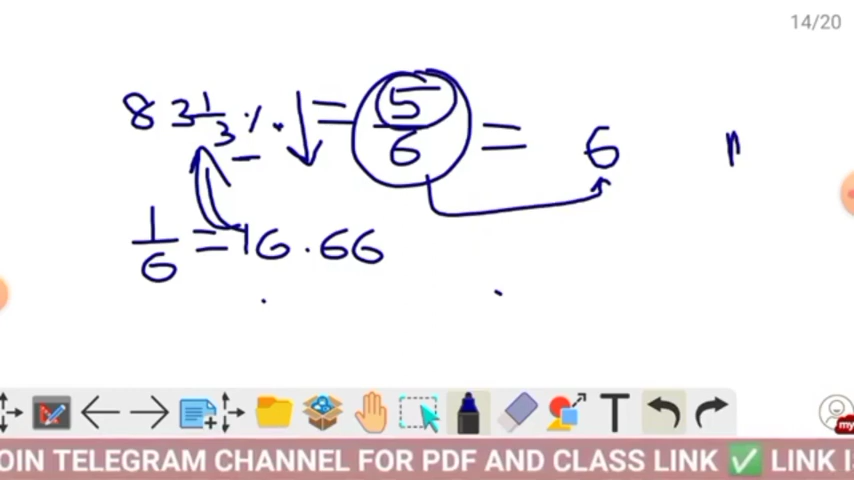 14/20
83 1/3 % ↓ = 5/6 = 6
1/6 = 16.66
T
my
OIN TELEGRAM CHANNEL FOR PDF AND CLASS LINK ✅ LINK I